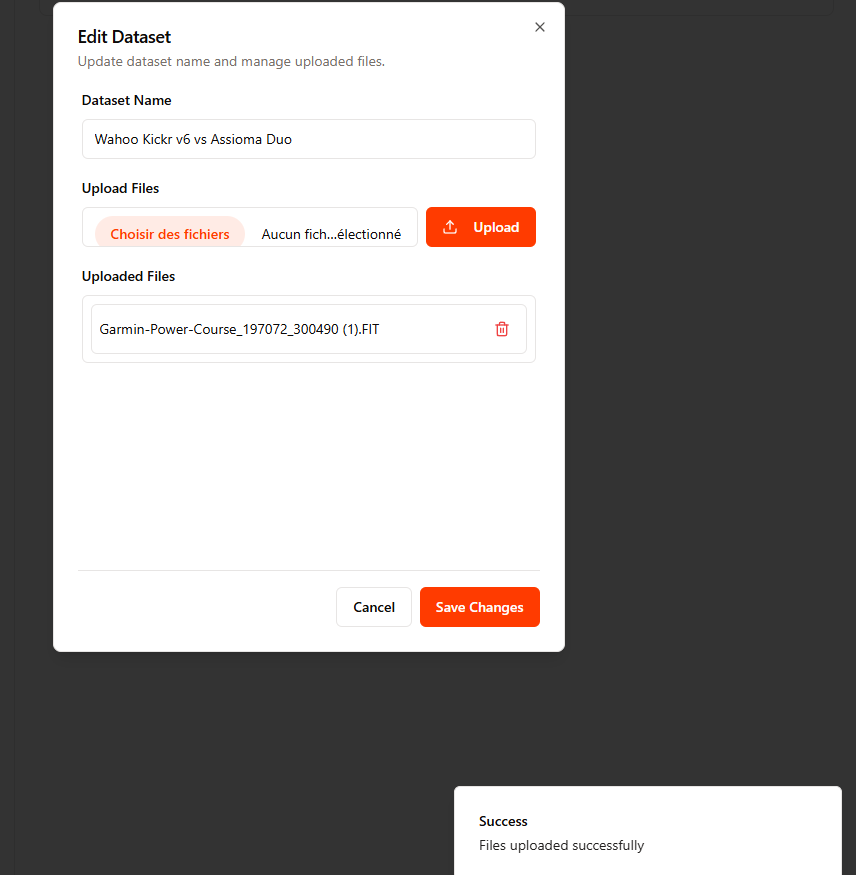 Edit Dataset
Update dataset name and manage uploaded files.
Dataset Name
Wahoo Kickr v6 vs Assioma Duo
Upload Files
Choisir des fichiers Aucun fich...électionné Upload
Uploaded Files
Garmin-Power-Course_197072_300490 (1).FIT
Cancel Save Changes
Success
Files uploaded successfully